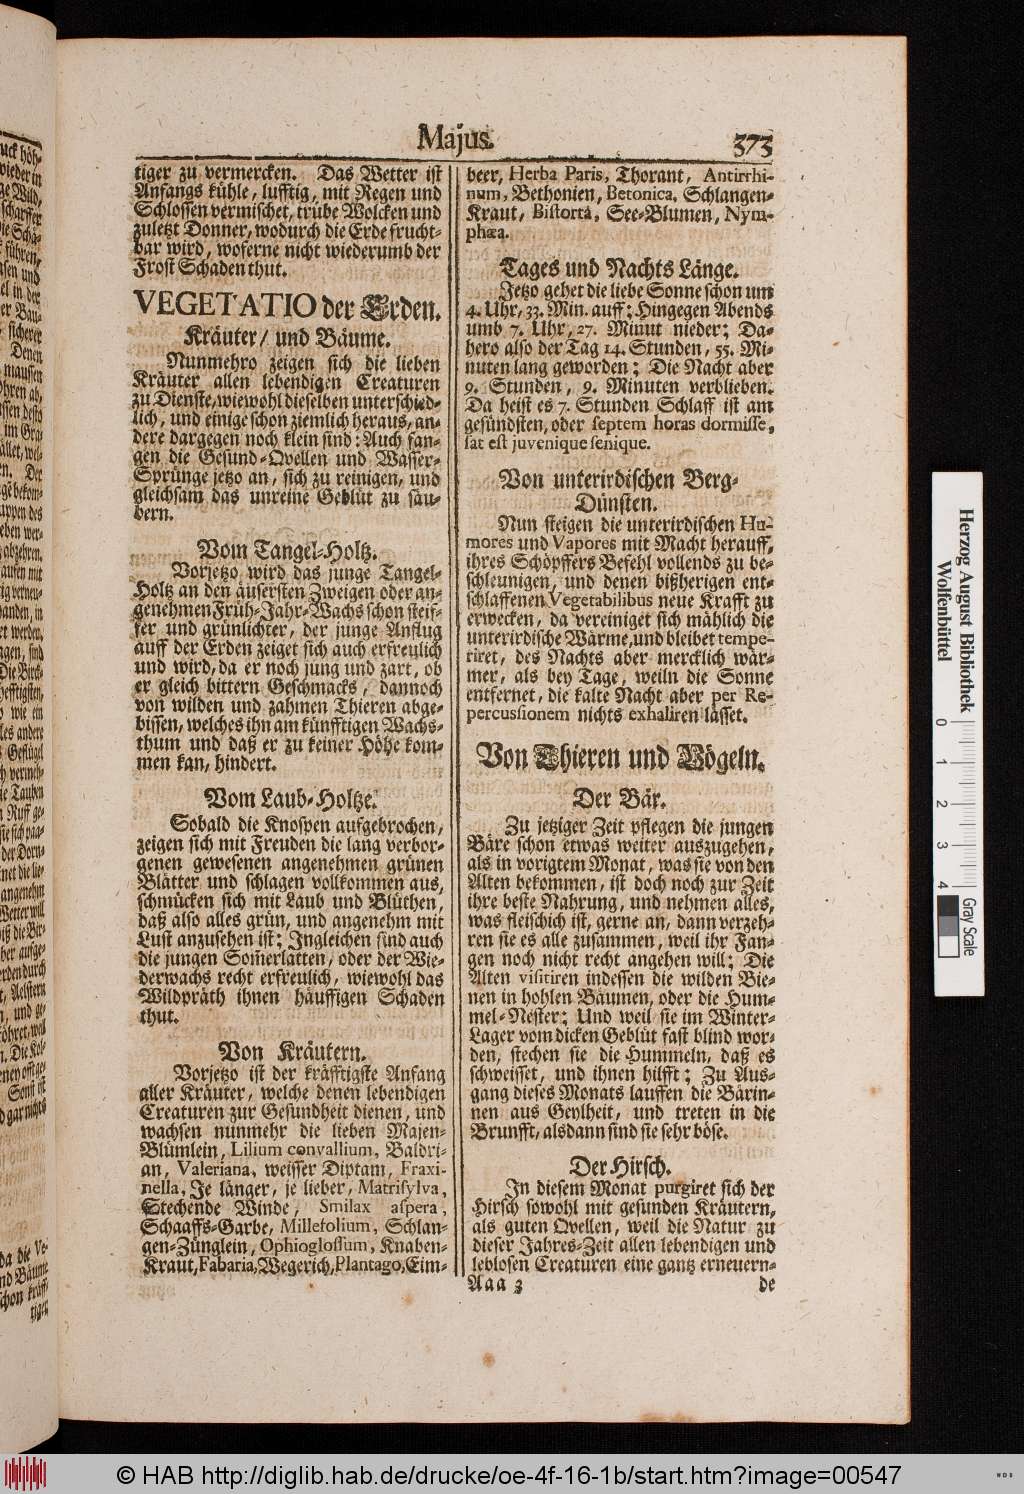 Majus. 373
tiger zu vermercken. Das Wetter ist
Anfangs kühle, lufftig, mit Regen und
Schlossen vermischet, trübe Wolcken und
zuletzt Donner, wodurch die Erde frucht-
bar wird, woferne nicht wiederumb der
Frost Schaden thut.
VEGETATIO der Erden.
Kräuter/ und Bäume.
Nunmehro zeigen sich die lieben
Kräuter allen lebendigen Creaturen
zu Dienste, wiewohl dieselben unterschied-
lich, und einige schon ziemlich heraus, an-
dere dargegen noch klein sind: Auch fan-
gen die Gesund-Qvellen und Wasser-
Sprünge jetzo an, sich zu reinigen, und
gleichsam das unreine Geblüt zu säu-
bern.
Vom Tangel-Holtz.
Vorjetzo wird das junge Tangel-
Holtz an den äusersten Zweigen oder an-
genehmen Früh-Jahr-Wachs schon steif-
fer und grünlichter, der junge Anflug
auff der Erden zeiget sich auch erfreulich
und wird, da er noch jung und zart, ob
er gleich bittern Geschmacks, dannoch
von wilden und zahmen Thieren abge-
bissen, welches ihn am künfftigen Wachs-
thum und daß er zu keiner Höhe kom-
men kan, hindert.
Vom Laub-Holtze.
Sobald die Knospen aufgebrochen,
zeigen sich mit Freuden die lang verbor-
genen gewesenen angenehmen grünen
Blätter und schlagen vollkommen aus,
schmücken sich mit Laub und Blüthen,
daß also alles grün, und angenehm mit
Lust anzusehen ist; Ingleichen sind auch
die jungen Som̃erlatten, oder der Wie-
derwachs recht erfreulich, wiewohl das
Wildpräth ihnen häuffigen Schaden
thut.
Von Kräutern.
Vorjetzo ist der kräfftigste Anfang
aller Kräuter, welche denen lebendigen
Creaturen zur Gesundheit dienen, und
wachsen nunmehr die lieben Majen-
Blümlein, Lilium convallium, Baldri-
an, Valeriana, weisser Diptam, Fraxi-
nella, Je länger, je lieber, Matrisylva,
Stechende Winde, Smilax aspera,
Schaaffs-Garbe, Millefolium, Schlan-
gen-Zünglein, Ophioglossum, Knaben-
Kraut, Fabaria, Wegerich, Plantago, Eim-
beer, Herba Paris, Thorant, Antirrhi-
num, Bethonien, Betonica, Schlangen-
Kraut, Bistorta, See-Blumen, Nym-
phæa.
Tages und Nachts Länge.
Jetzo gehet die liebe Sonne schon um
4. Uhr, 33. Min. auff; Hingegen Abends
umb 7. Uhr, 27. Minut nieder; Da-
hero also der Tag 14. Stunden, 55. Mi-
nuten lang geworden; Die Nacht aber
9. Stunden, 9. Minuten verblieben.
Da heist es 7. Stunden Schlaff ist am
gesündsten, oder septem horas dormisse,
sat est juvenique senique.
Von unterirdischen Berg-
Dünsten.
Nun steigen die unterirdischen Hu-
mores und Vapores mit Macht herauff,
ihres Schöpffers Befehl vollends zu be-
schleunigen, und denen bißherigen ent-
schlaffenen Vegetabilibus neue Krafft zu
erwecken, da vereiniget sich mählich die
unterirdische Wärme, und bleibet tempe-
riret, des Nachts aber mercklich wär-
mer, als bey Tage, weiln die Sonne
entfernet, die kalte Nacht aber per Re-
percussionem nichts exhaliren lässet.
Von Thieren und Vögeln.
Der Bär.
Zu jetziger Zeit pflegen die jungen
Bäre schon etwas weiter auszugehen,
als in vorigtem Monat, was sie von den
Alten bekommen, ist doch noch zur Zeit
ihre beste Nahrung, und nehmen alles,
was fleischich ist, gerne an, dann verzeh-
ren sie es alle zusammen, weil ihr Fan-
gen noch nicht recht angehen will; Die
Alten visitiren indessen die wilden Bie-
nen in hohlen Bäumen, oder die Hum-
mel-Nester; Und weil sie im Winter-
Lager vom dicken Geblüt fast blind wor-
den, stechen sie die Hummeln, daß es
schweisset, und ihnen hilfft; Zu Aus-
gang dieses Monats lauffen die Bärin-
nen aus Geylheit, und treten in die
Brunfft, alsdann sind sie sehr böse.
Der Hirsch.
In diesem Monat purgiret sich der
Hirsch sowohl mit gesunden Kräutern,
als guten Qvellen, weil die Natur zu
dieser Jahres-Zeit allen lebendigen und
leblosen Creaturen eine gantz erneuern-
Aaa 3 de
Herzog August Bibliothek
Wolfenbüttel
0 1 2 3 4
Gray Scale
© HAB http://diglib.hab.de/drucke/oe-4f-16-1b/start.htm?image=00547